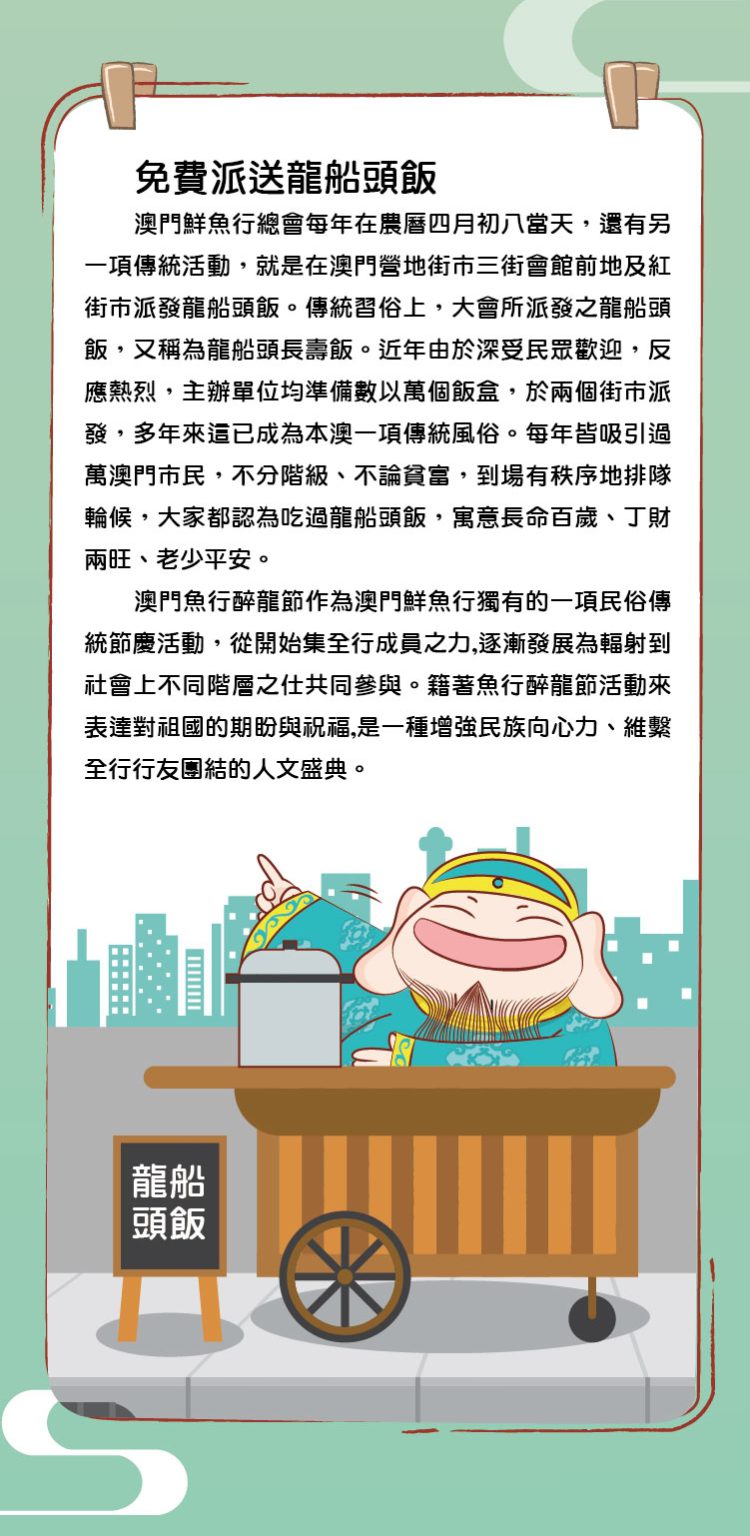 免費派送龍船頭飯
澳門鮮魚行總會每年在農曆四月初八當天，還有另
一項傳統活動，就是在澳門營地街市三街會館前地及紅
街市派發龍船頭飯。傳統習俗上，大會所派發之龍船頭
飯，又稱為龍船頭長壽飯。近年由於深受民眾歡迎，反
應熱烈，主辦單位均準備數以萬個飯盒，於兩個街市派
發，多年來這已成為本澳一項傳統風俗。每年皆吸引過
萬澳門市民，不分階級、不論貧富，到場有秩序地排隊
輪候，大家都認為吃過龍船頭飯，寓意長命百歲、丁財
兩旺、老少平安。
澳門魚行醉龍節作為澳門鮮魚行獨有的一項民俗傳
統節慶活動，從開始集全行成員之力,逐漸發展為輻射到
社會上不同階層之仕共同參與。籍著魚行醉龍節活動來
表達對祖國的期盼與祝福,是一種增強民族向心力、維繫
全行行友團結的人文盛典。
龍船
頭飯